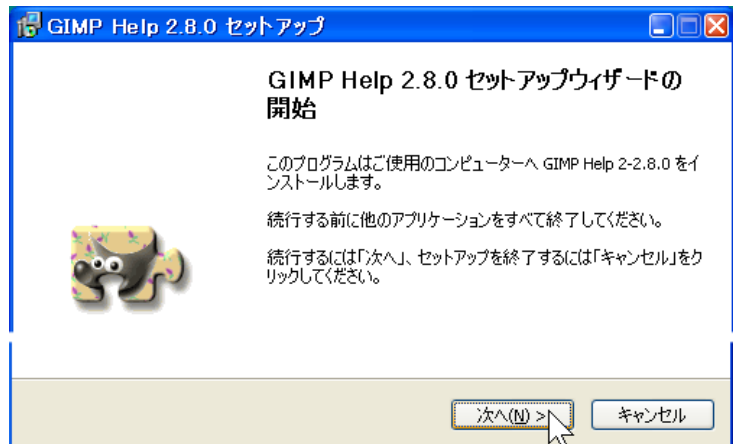 GIMP Help 2.8.0 セットアップ
GIMP Help 2.8.0 セットアップウィザードの
開始
このプログラムはご使用のコンピューターへ GIMP Help 2-2.8.0 をイ
ンストールします。
続行する前に他のアプリケーションをすべて終了してください。
続行するには「次へ」、セットアップを終了するには「キャンセル」をク
リックしてください。
次へ(N) >
キャンセル